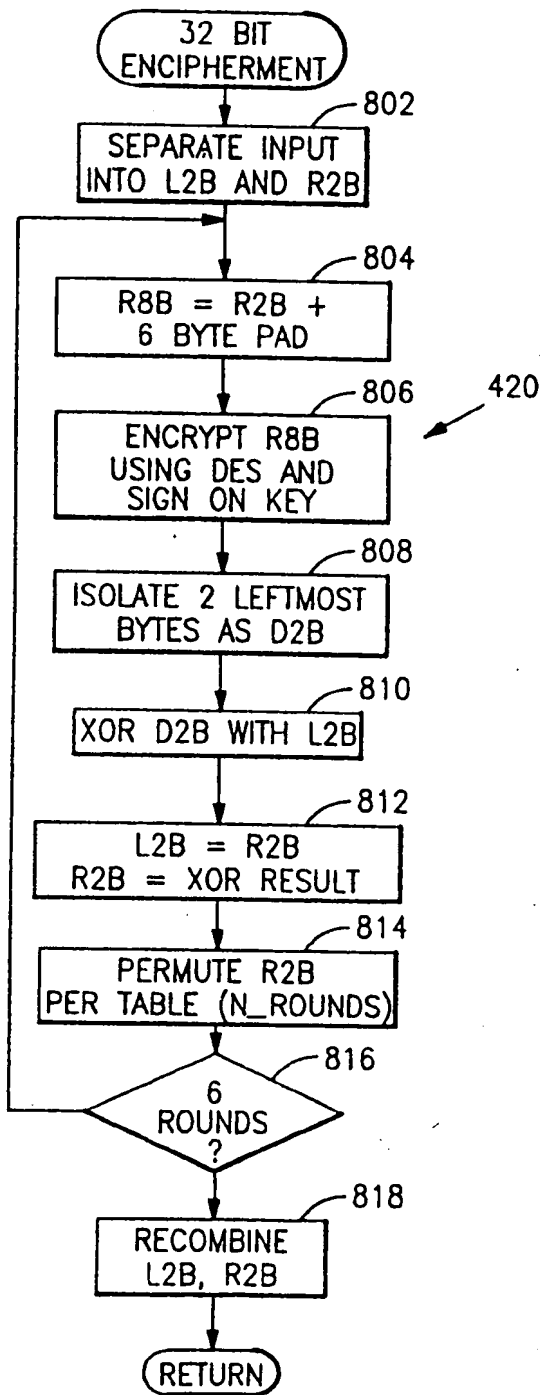 32 BIT
ENCIPHERMENT
802
SEPARATE INPUT
INTO L2B AND R2B
804
R8B = R2B +
6 BYTE PAD
806
420
ENCRYPT R8B
USING DES AND
SIGN ON KEY
808
ISOLATE 2 LEFTMOST
BYTES AS D2B
810
XOR D2B WITH L2B
812
L2B = R2B
R2B = XOR RESULT
814
PERMUTE R2B
PER TABLE (N_ROUNDS)
816
6
ROUNDS
?
818
RECOMBINE
L2B, R2B
RETURN